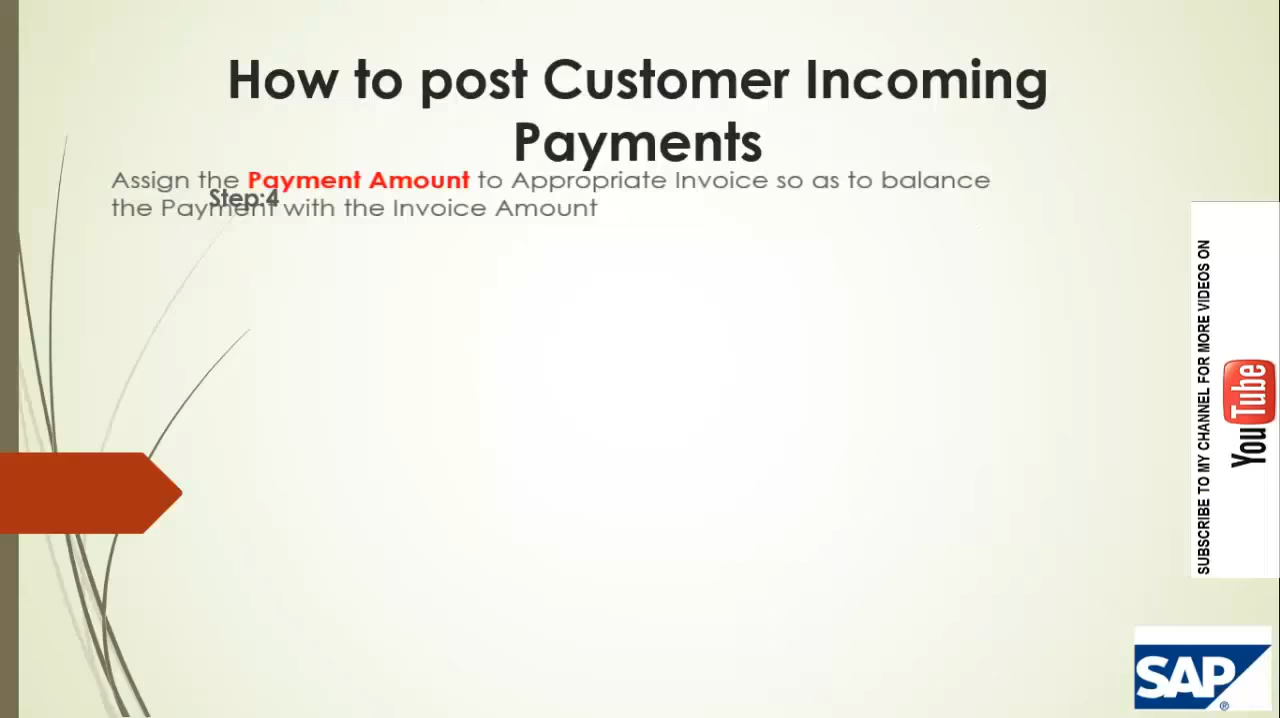 How to post Customer Incoming
Payments
Assign the Payment Amount to Appropriate Invoice so as to balance
Step:4
the Payment with the Invoice Amount
SUBSCRIBE TO MY CHANNEL FOR MORE VIDEOS ON
YouTube
SAP®